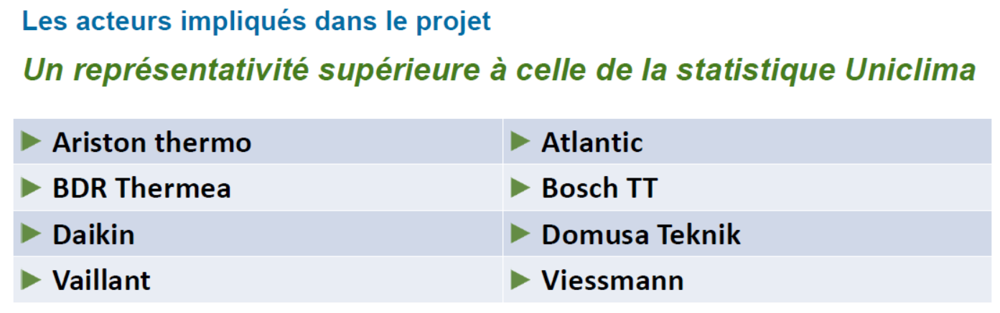 Les acteurs impliqués dans le projet
Un représentativité supérieure à celle de la statistique Uniclima
Ariston thermo
Atlantic
BDR Thermea
Bosch TT
Daikin
Domusa Teknik
Vaillant
Viessmann